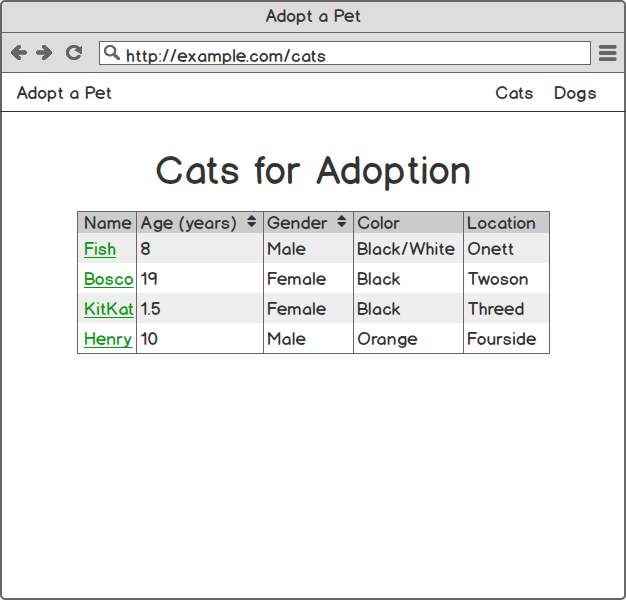 Adopt a Pet
http://example.com/cats
Adopt a Pet Cats Dogs
Cats for Adoption
Name Age (years) Gender Color Location
Fish 8 Male Black/White Onett
Bosco 19 Female Black Twoson
KitKat 1.5 Female Black Threed
Henry 10 Male Orange Fourside